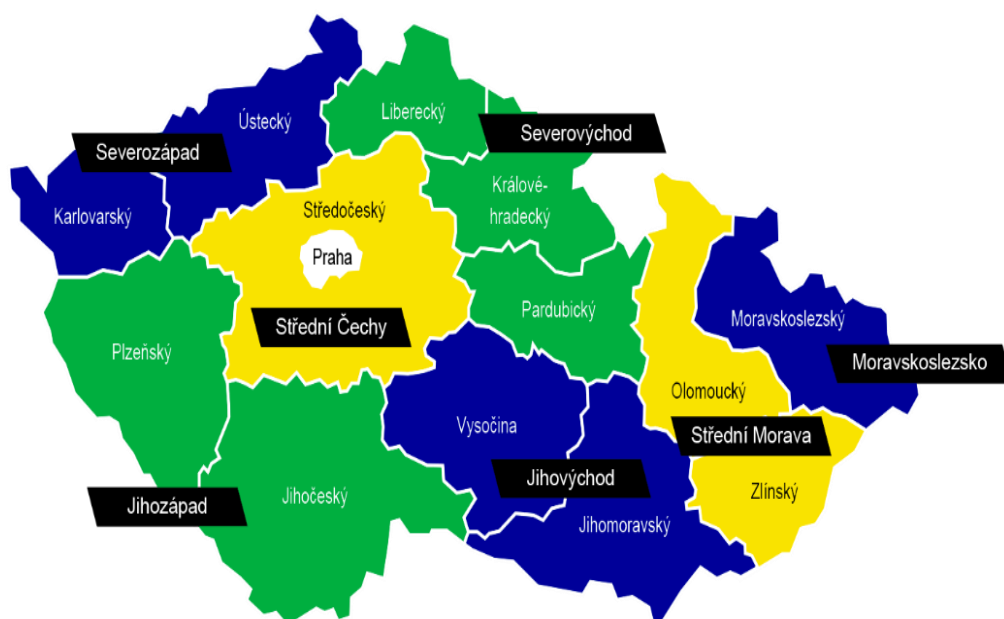 Liberecký
Ústecký
Severovýchod
Severozápad
Králové-
hradecký
Karlovarský
Středočeský
Praha
Pardubický
Moravskoslezský
Střední Čechy
Plzeňský
Moravskoslezsko
Olomoucký
Vysočina
Střední Morava
Jihovýchod
Zlínský
Jihočeský
Jihozápad
Jihomoravský